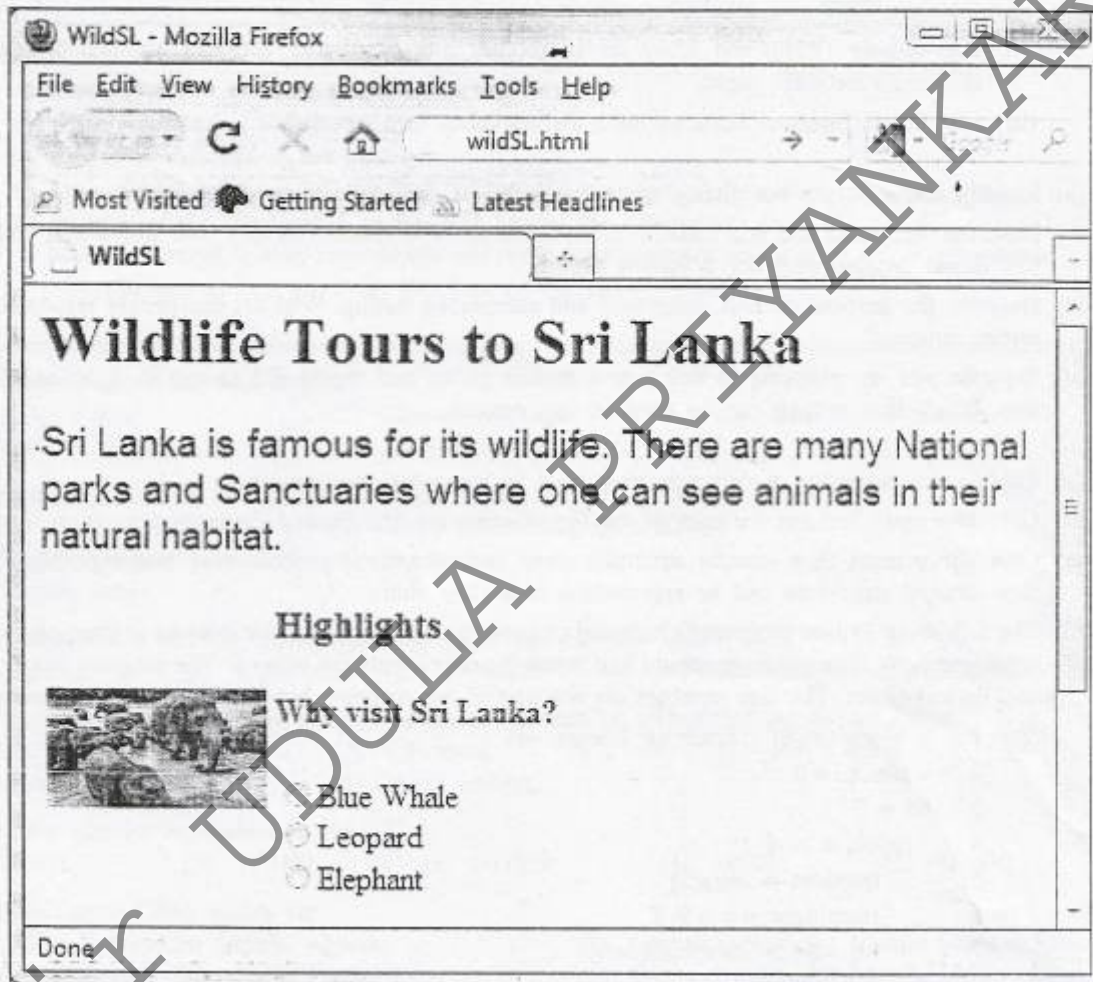 WildSL - Mozilla Firefox
File Edit View History Bookmarks Tools Help
wildSL.html
Most Visited Getting Started Latest Headlines
WildSL
Wildlife Tours to Sri Lanka
Sri Lanka is famous for its wildlife. There are many National
parks and Sanctuaries where one can see animals in their
natural habitat.
Highlights
Why visit Sri Lanka?
Blue Whale
Leopard
Elephant
Done
UDULA PRIYANKAR